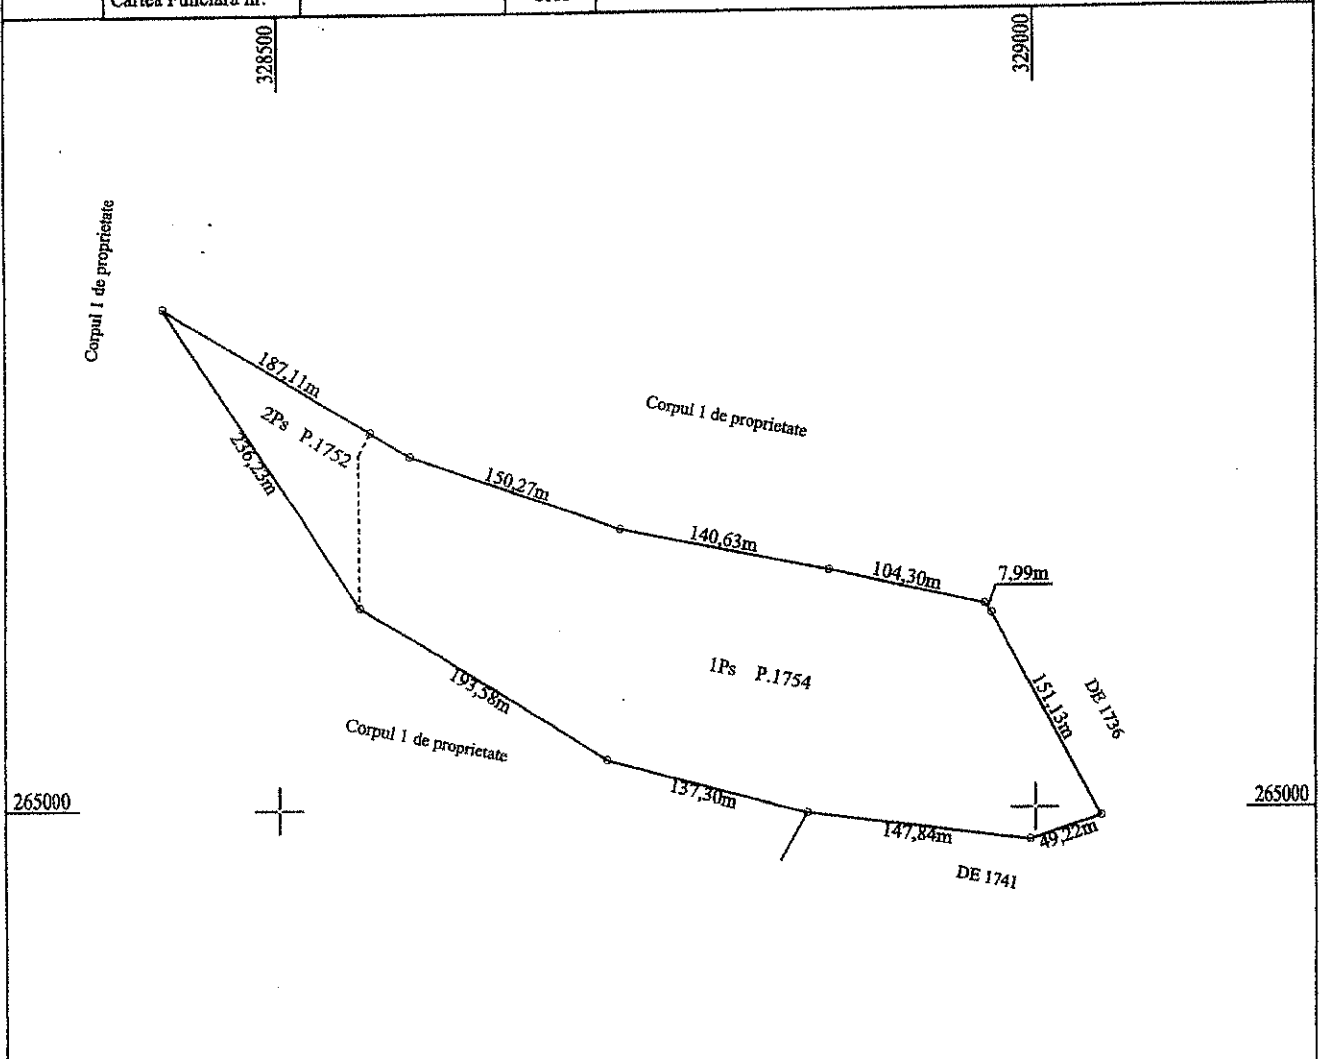 Cartea Funciara nr.
328500
329000
Corpul 1 de proprietate
187,11m
Corpul 1 de proprietate
2Ps P.1752
236,23m
150,27m
140,63m
104,30m
7,99m
1Ps P.1754
193,58m
151,13m
DE 1736
Corpul 1 de proprietate
137,30m
265000
265000
147,84m
49,22m
DE 1741